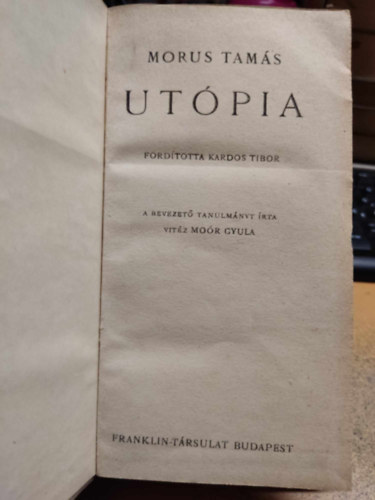 MORUS TAMÁS
UTÓPIA
FORDÍTOTTA KARDOS TIBOR
A BEVEZETŐ TANULMÁNYT ÍRTA
VITÉZ MOÓR GYULA
FRANKLIN-TÁRSULAT BUDAPEST